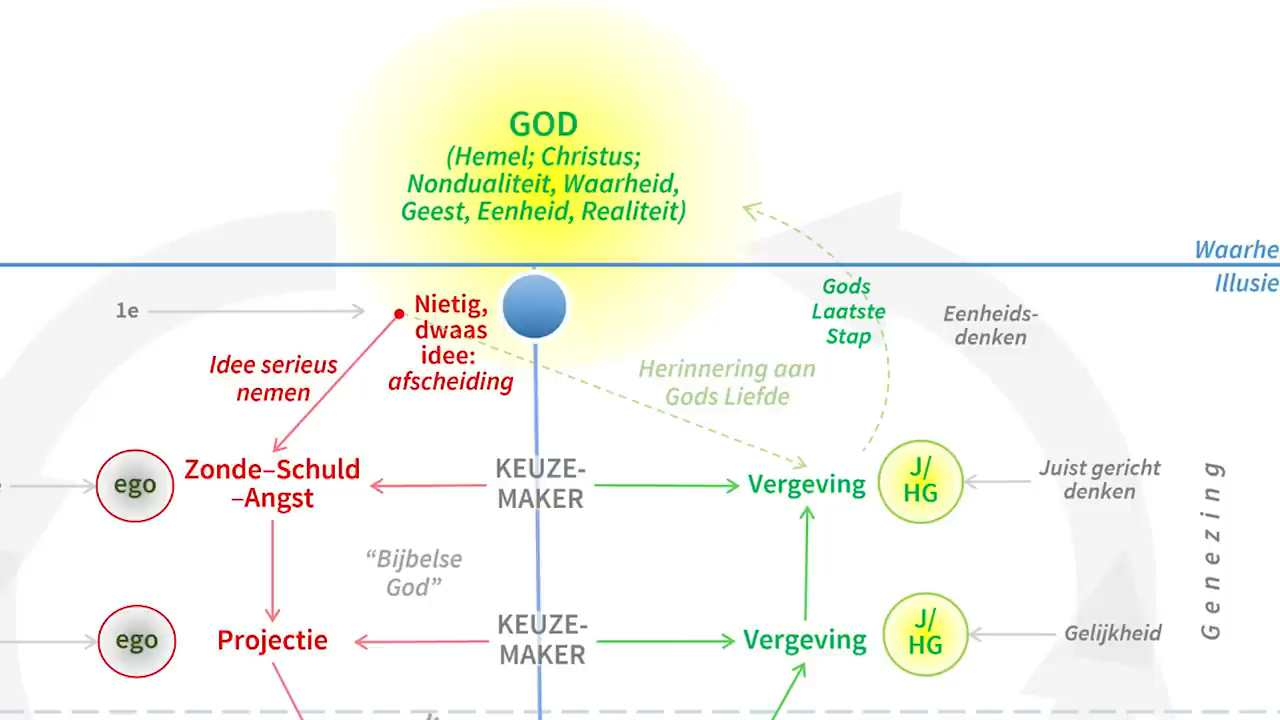 GOD
(Hemel; Christus;
Nondualiteit, Waarheid,
Geest, Eenheid, Realiteit)
Waarhe
Illusie
1e
Nietig,
dwaas
idee:
afscheiding
Idee serieus
nemen
Herinnering aan
Gods Liefde
Gods
Laatste
Stap
Eenheids-
denken
ego
Zonde–Schuld
–Angst
KEUZE-
MAKER
Vergeving
J/
HG
Juist gericht
denken
Genezing
“Bijbelse
God”
ego
Projectie
KEUZE-
MAKER
Vergeving
J/
HG
Gelijkheid